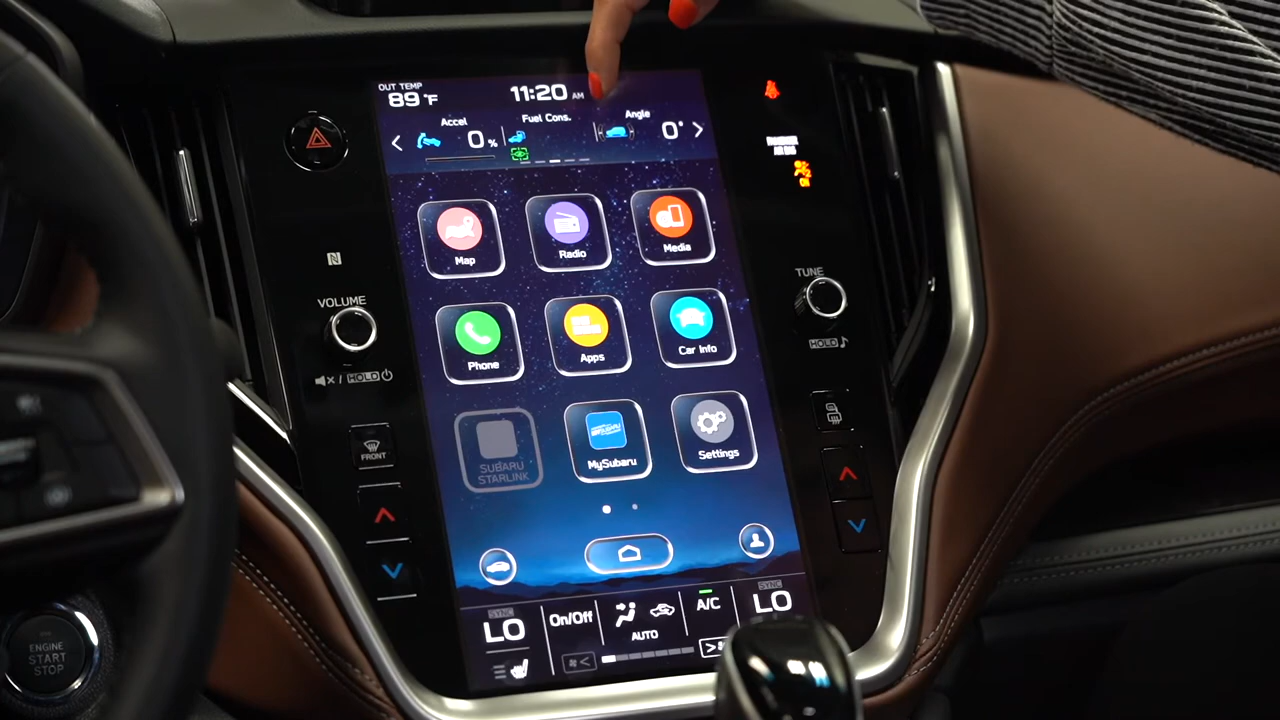 OUT TEMP
89°F
11:20 AM
Accel
0 %
Fuel Cons.
Angle
0°
Map
Radio
Media
Phone
Apps
Car Info
SUBARU
STARLINK
MySubaru
Settings
VOLUME
HOLD
FRONT
TUNE
HOLD
SYNC
LO
On/Off
AUTO
A/C
SYNC
LO
ENGINE
START
STOP